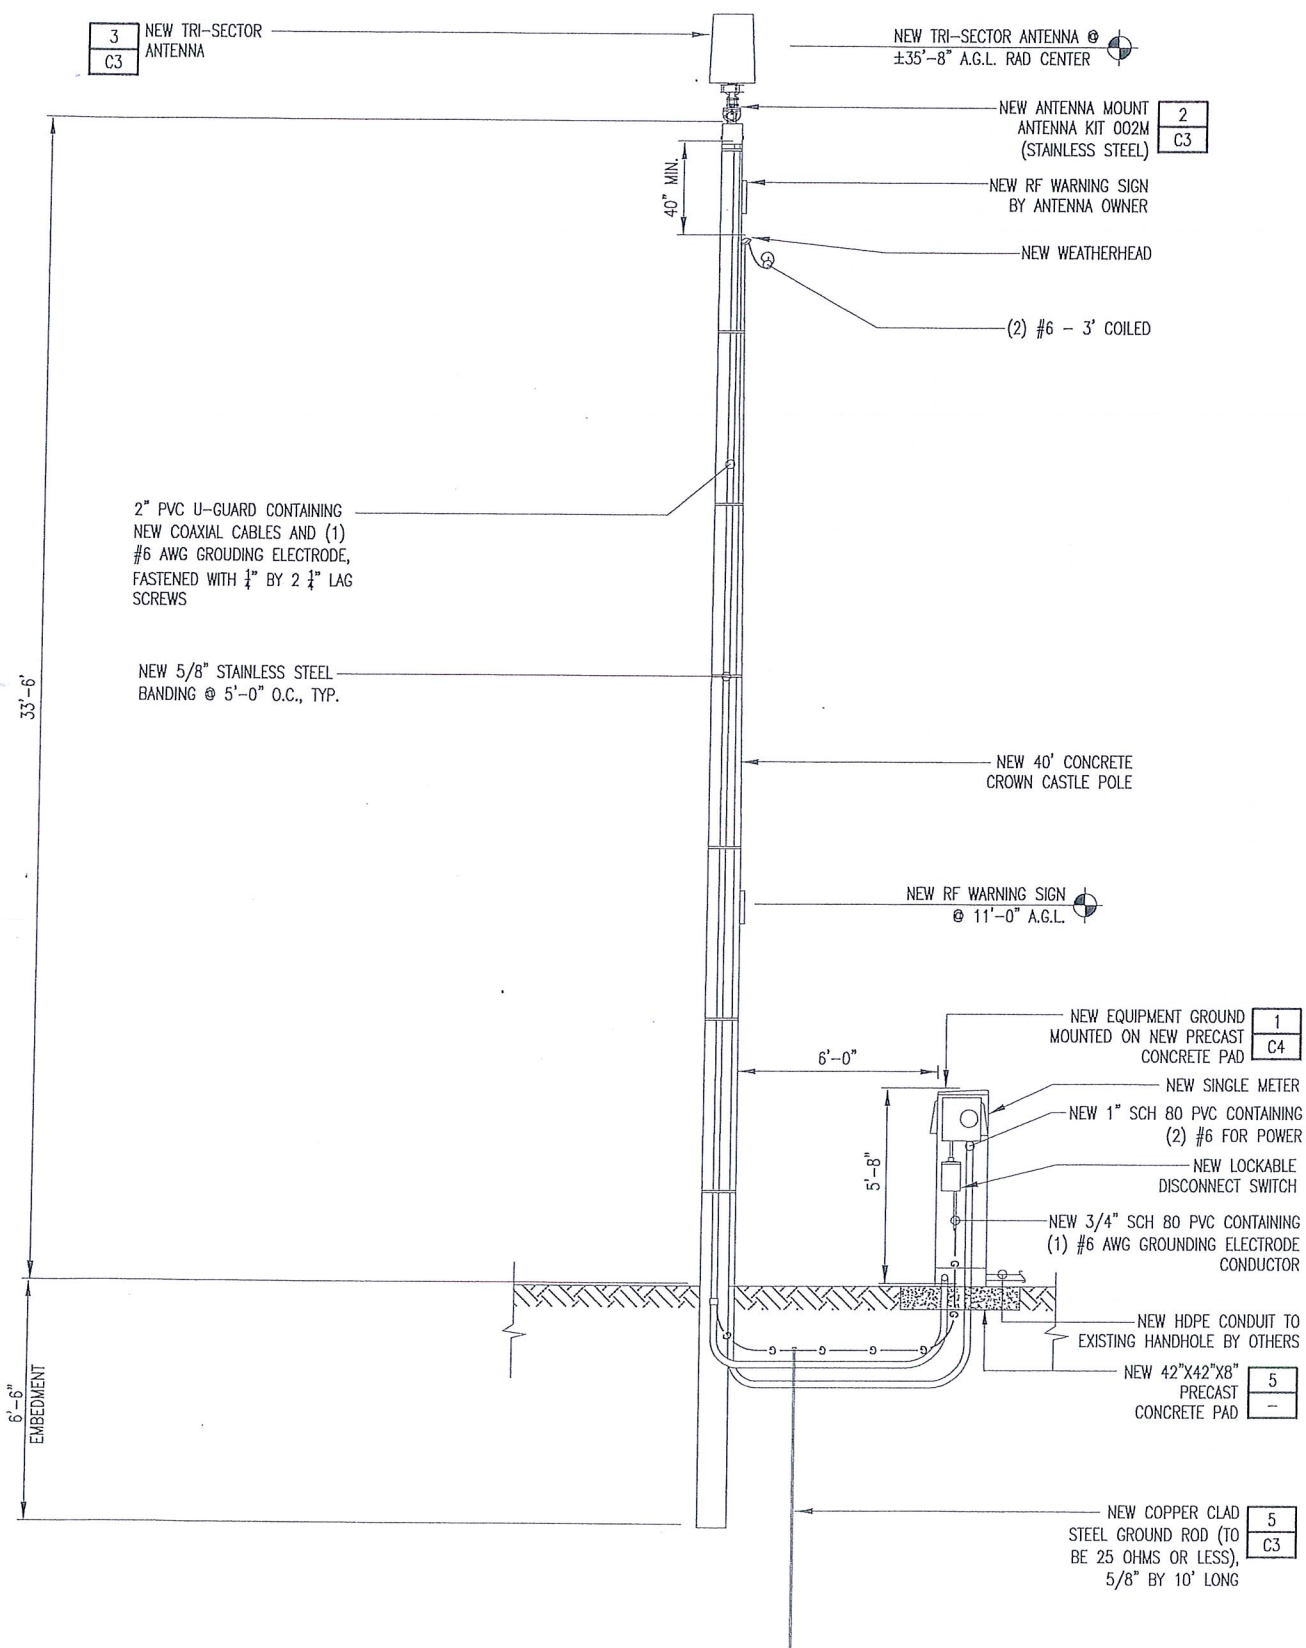 3
C3
NEW TRI-SECTOR
ANTENNA
NEW TRI-SECTOR ANTENNA @
±35'-8" A.G.L. RAD CENTER
NEW ANTENNA MOUNT
ANTENNA KIT 002M
(STAINLESS STEEL)
2
C3
40" MIN.
NEW RF WARNING SIGN
BY ANTENNA OWNER
NEW WEATHERHEAD
(2) #6 - 3' COILED
2" PVC U-GUARD CONTAINING
NEW COAXIAL CABLES AND (1)
#6 AWG GROUDING ELECTRODE,
FASTENED WITH 1/4" BY 2 1/4" LAG
SCREWS
NEW 5/8" STAINLESS STEEL
BANDING @ 5'-0" O.C., TYP.
33'-6'
NEW 40' CONCRETE
CROWN CASTLE POLE
NEW RF WARNING SIGN
@ 11'-0" A.G.L.
NEW EQUIPMENT GROUND
MOUNTED ON NEW PRECAST
CONCRETE PAD
1
C4
6'-0"
NEW SINGLE METER
NEW 1" SCH 80 PVC CONTAINING
(2) #6 FOR POWER
5'-8"
NEW LOCKABLE
DISCONNECT SWITCH
NEW 3/4" SCH 80 PVC CONTAINING
(1) #6 AWG GROUNDING ELECTRODE
CONDUCTOR
G
G
NEW HDPE CONDUIT TO
EXISTING HANDHOLE BY OTHERS
G
G
G
G
G
NEW 42"X42"X8"
PRECAST
CONCRETE PAD
5
-
6'-6"
EMBEDMENT
NEW COPPER CLAD
STEEL GROUND ROD (TO
BE 25 OHMS OR LESS),
5/8" BY 10' LONG
5
C3